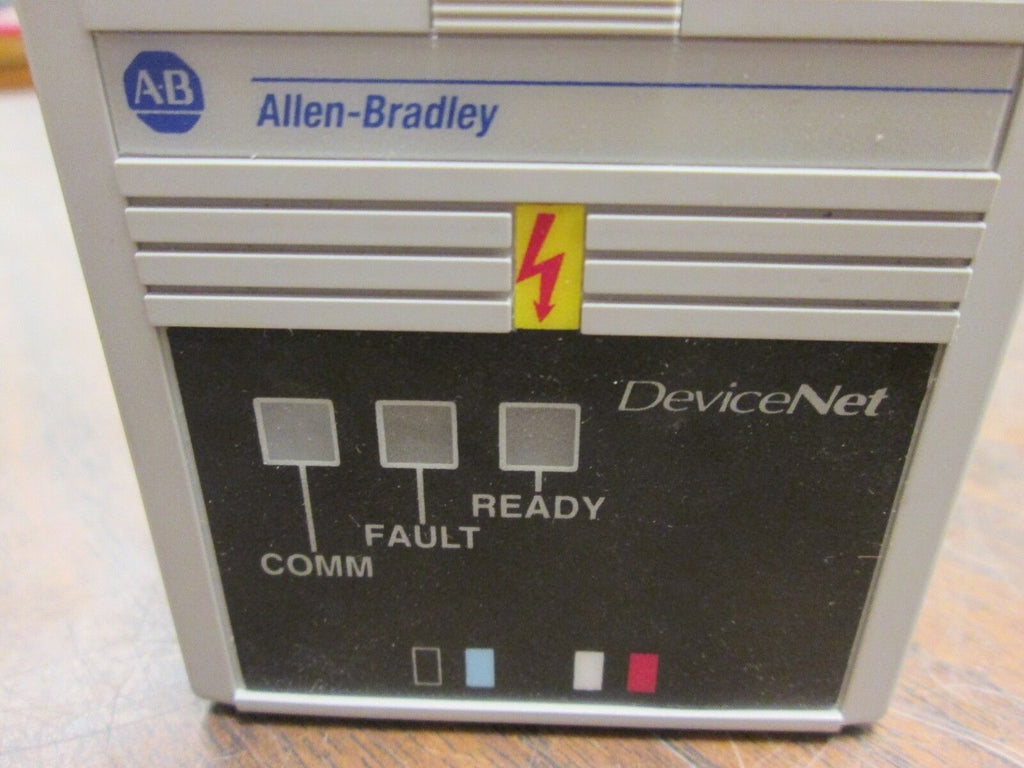 A-B
Allen-Bradley
DeviceNet
READY
FAULT
COMM